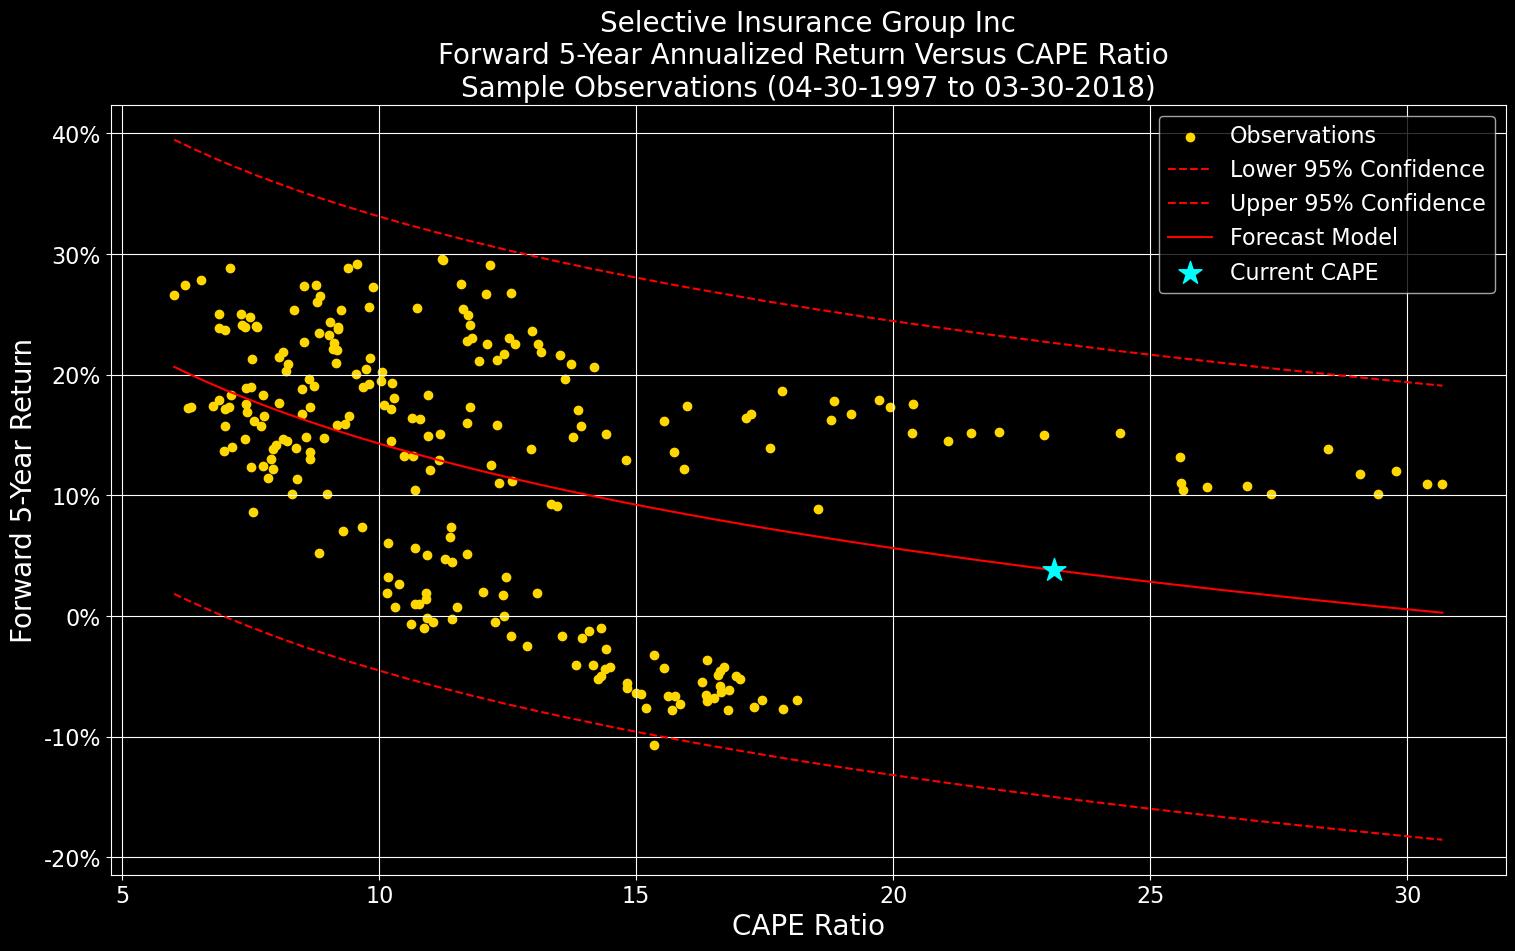 Selective Insurance Group Inc
Forward 5-Year Annualized Return Versus CAPE Ratio
Sample Observations (04-30-1997 to 03-30-2018)
Observations
Lower 95% Confidence
Upper 95% Confidence
Forecast Model
Current CAPE
Forward 5-Year Return
40%
30%
20%
10%
0%
-10%
-20%
5
10
15
20
25
30
CAPE Ratio